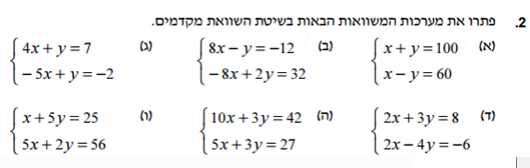 2. פתרו את מערכות המשוואות הבאות בשיטת השוואת מקדמים.
(א) { x + y = 100 (ב) { 8x − y = −12 (ג) { 4x + y = 7
x − y = 60 − 8x + 2y = 32 − 5x + y = −2
(ד) { 2x + 3y = 8 (ה) { 10x + 3y = 42 (ו) { x + 5y = 25
2x − 4y = −6 5x + 3y = 27 5x + 2y = 56